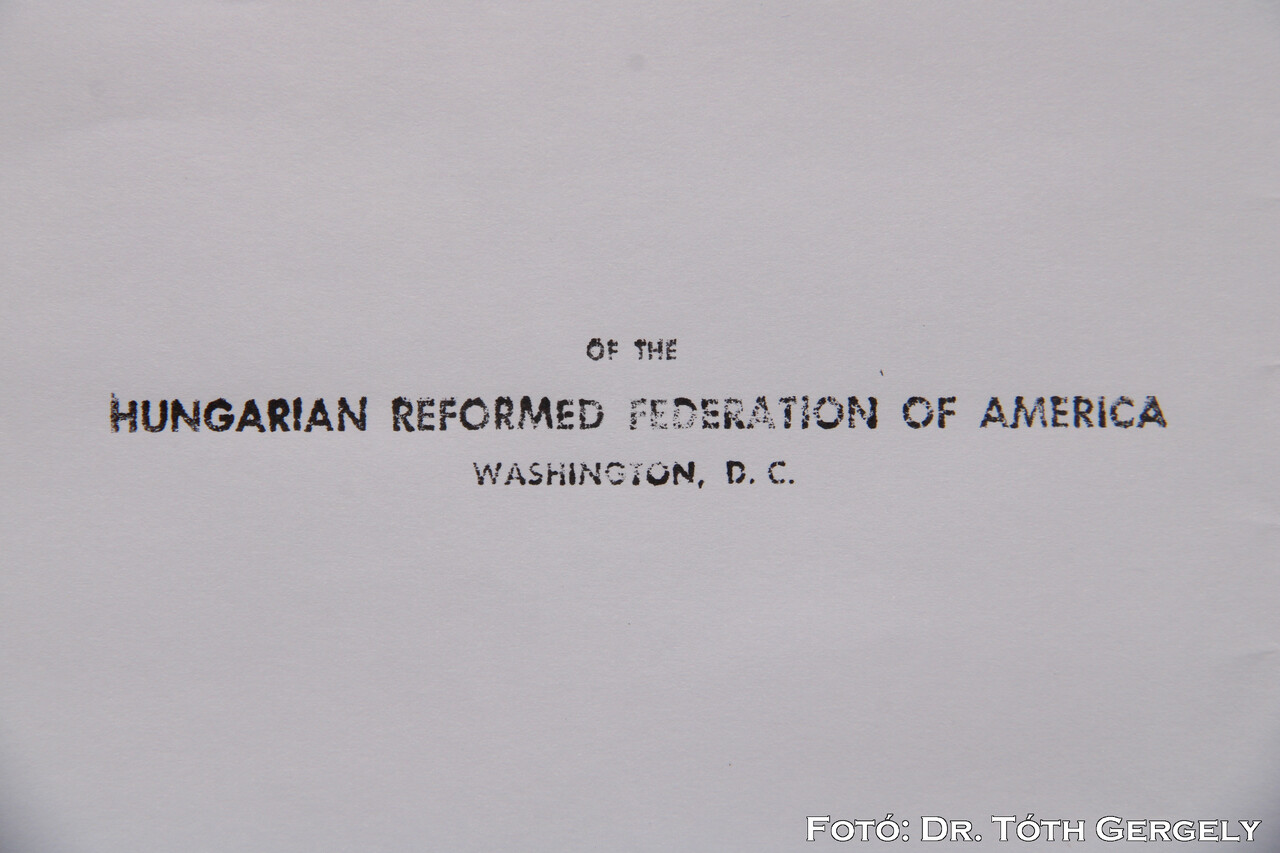 OF THE
HUNGARIAN REFORMED FEDERATION OF AMERICA
WASHINGTON, D. C.
FOTÓ: DR. TÓTH GERGELY